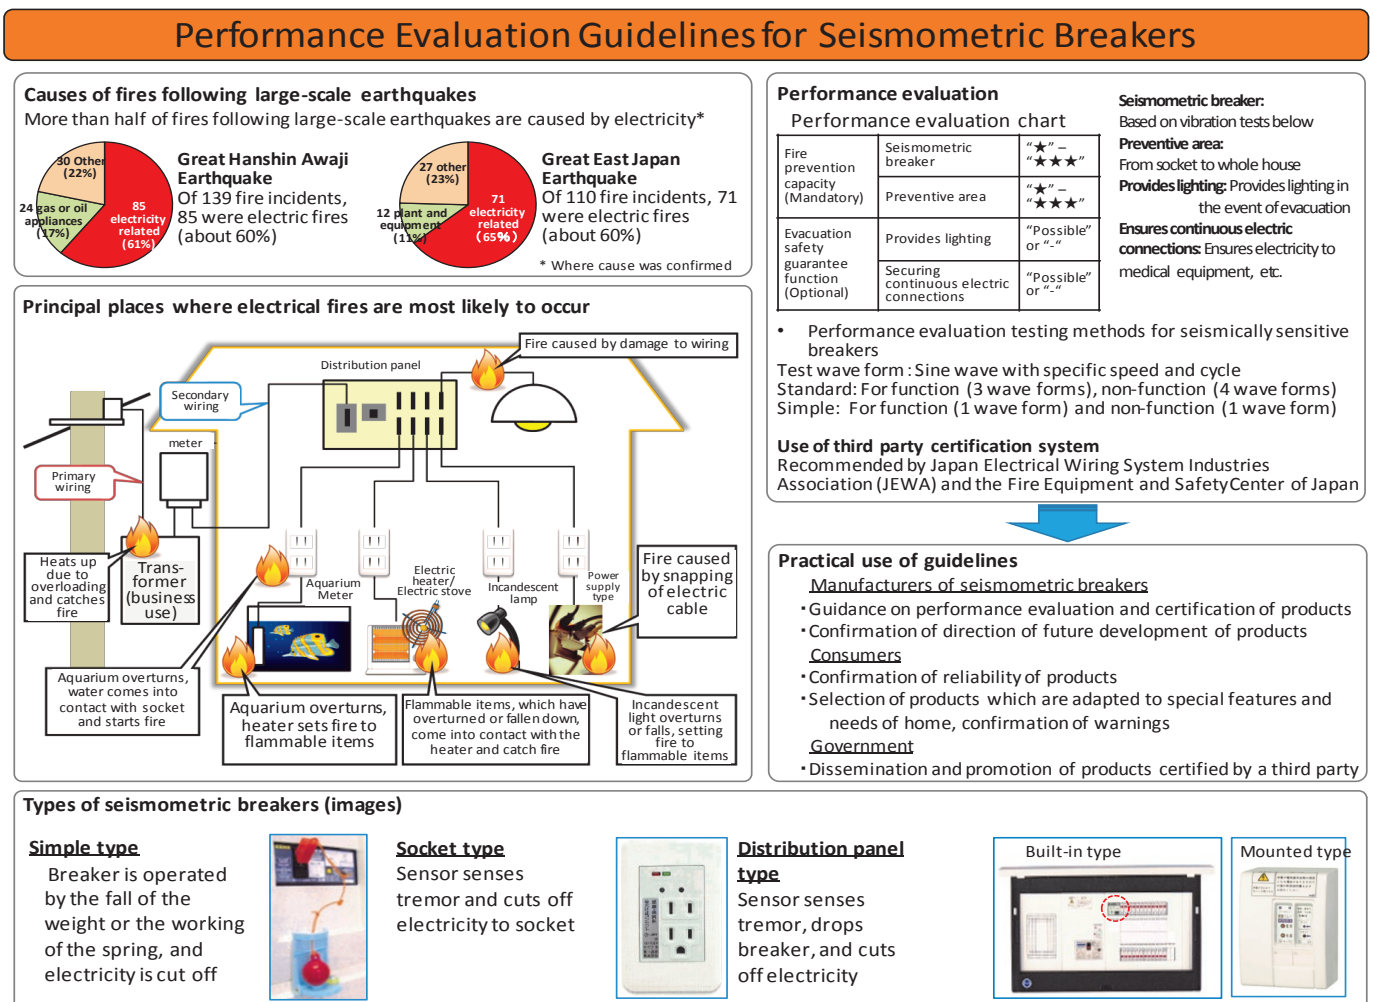 Performance Evaluation Guidelines for Seismometric Breakers
Causes of fires following large-scale earthquakes
More than half of fires following large-scale earthquakes are caused by electricity*
30 Other
(22%)
24 gas or oil
appliances
(17%)
85
electricity
related
(61%)
Great Hanshin Awaji
Earthquake
Of 139 fire incidents,
85 were electric fires
(about 60%)
27 other
(23%)
12 plant and
equipment
(11%)
71
electricity
related
(65%)
Great East Japan
Earthquake
Of 110 fire incidents, 71
were electric fires
(about 60%)
* Where cause was confirmed
Principal places where electrical fires are most likely to occur
Fire caused by damage to wiring
Distribution panel
Secondary
wiring
meter
Primary
wiring
Heats up
due to
overloading
and catches
fire
Trans-
former
(business
use)
Aquarium
Meter
Electric
heater/
Electric stove
Incandescent
lamp
Power
supply
type
Fire caused
by snapping
of electric
cable
Aquarium overturns,
water comes into
contact with socket
and starts fire
Aquarium overturns,
heater sets fire to
flammable items
Flammable items, which have
overturned or fallen down,
come into contact with the
heater and catch fire
Incandescent
light overturns
or falls, setting
fire to
flammable items
Performance evaluation
Performance evaluation chart
Fire
prevention
capacity
(Mandatory)
Seismometric
breaker
"★" –
"★★★"
Preventive area
"★" –
"★★★"
Evacuation
safety
guarantee
function
(Optional)
Provides lighting
"Possible"
or "-"
Securing
continuous electric
connections
"Possible"
or "-"
Seismometric breaker:
Based on vibration tests below
Preventive area:
From socket to whole house
Provides lighting: Provides lighting in
the event of evacuation
Ensures continuous electric
connections: Ensures electricity to
medical equipment, etc.
• Performance evaluation testing methods for seismically sensitive
breakers
Test wave form : Sine wave with specific speed and cycle
Standard: For function (3 wave forms), non-function (4 wave forms)
Simple: For function (1 wave form) and non-function (1 wave form)
Use of third party certification system
Recommended by Japan Electrical Wiring System Industries
Association (JEWA) and the Fire Equipment and Safety Center of Japan
Practical use of guidelines
Manufacturers of seismometric breakers
・Guidance on performance evaluation and certification of products
・Confirmation of direction of future development of products
Consumers
・Confirmation of reliability of products
・Selection of products which are adapted to special features and
needs of home, confirmation of warnings
Government
・Dissemination and promotion of products certified by a third party
Types of seismometric breakers (images)
Simple type
Breaker is operated
by the fall of the
weight or the working
of the spring, and
electricity is cut off
Socket type
Sensor senses
tremor and cuts off
electricity to socket
Distribution panel
type
Sensor senses
tremor, drops
breaker, and cuts
off electricity
Built-in type
Mounted type